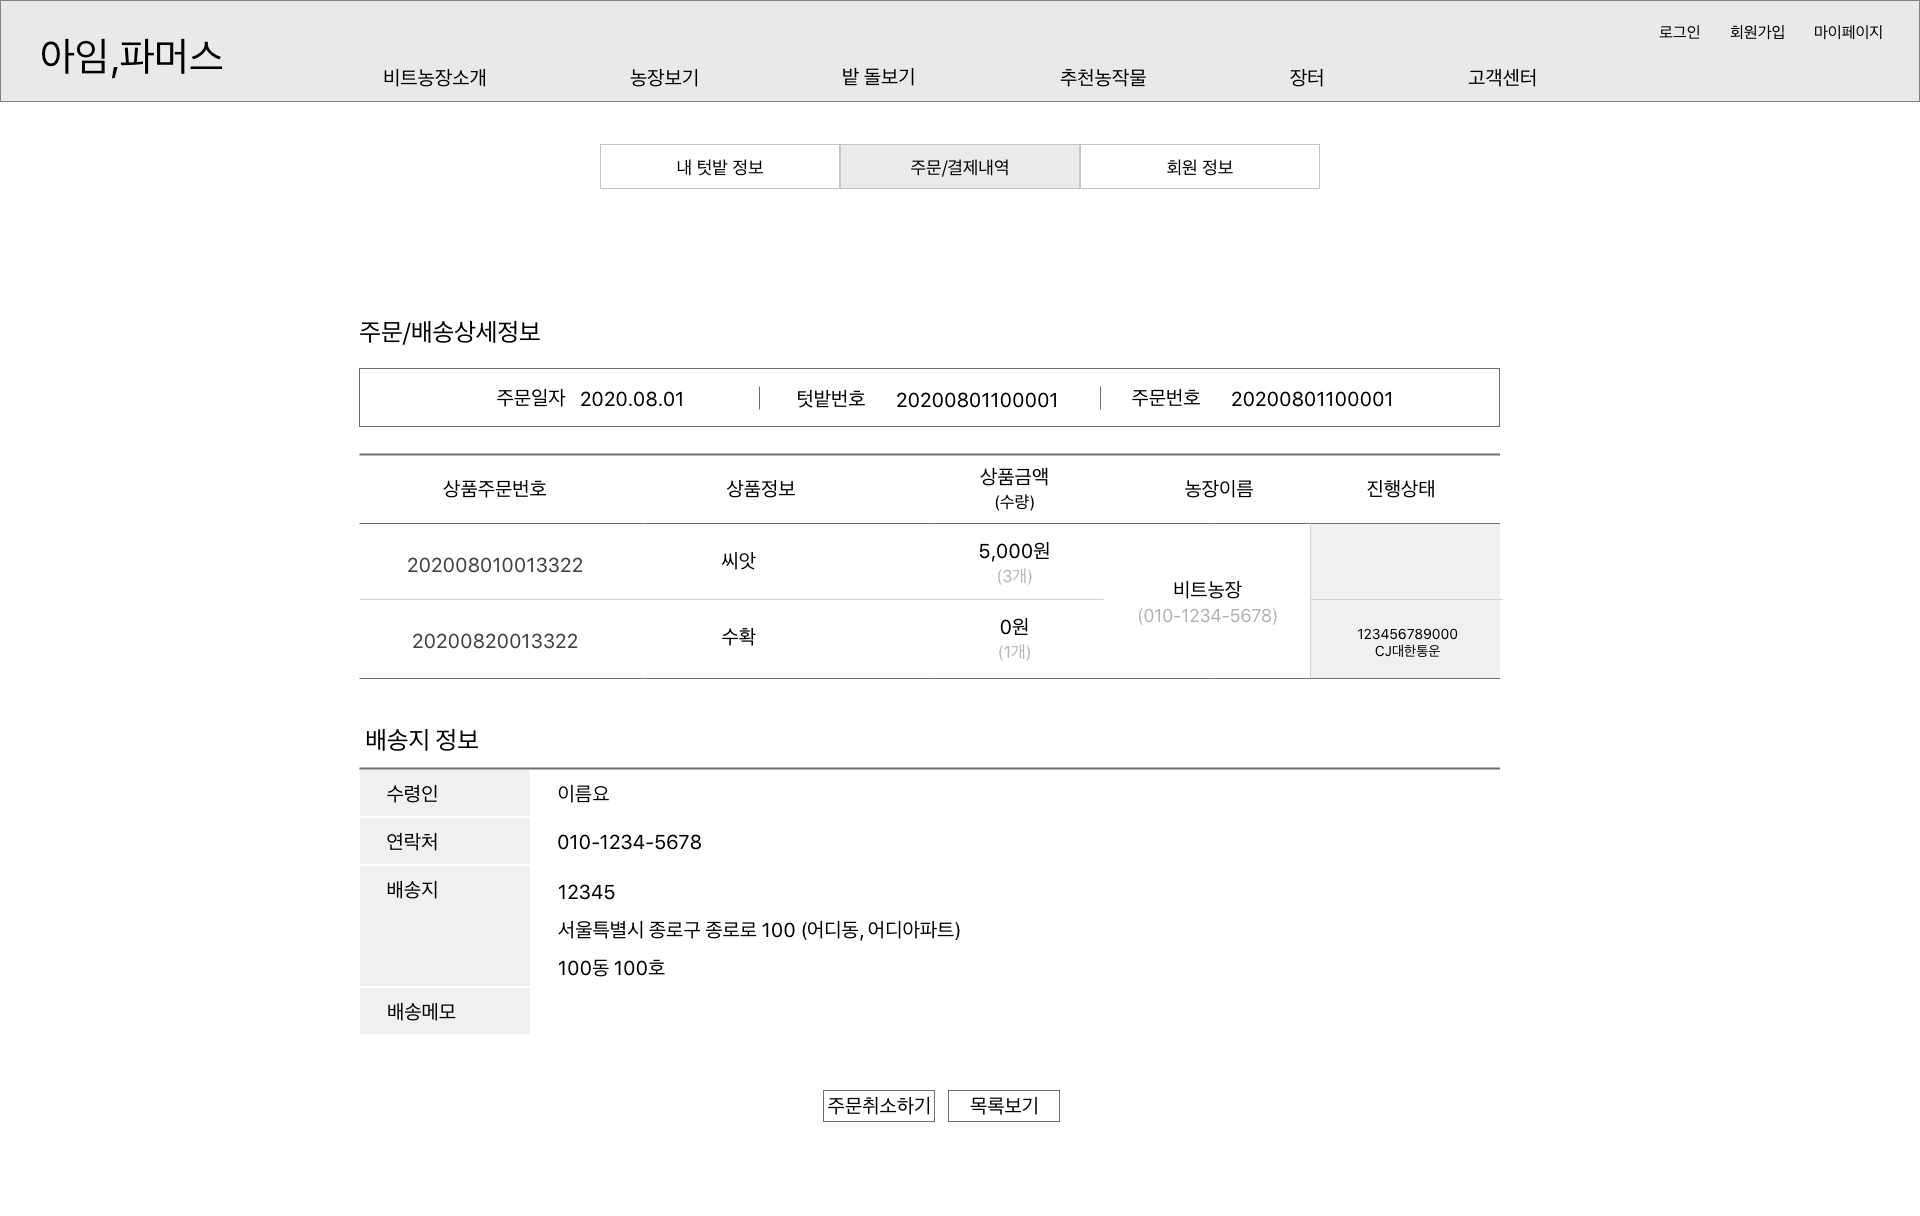 아임,파머스
로그인 회원가입 마이페이지
비트농장소개 농장보기 밭 돌보기 추천농작물 장터 고객센터
내 텃밭 정보 주문/결제내역 회원 정보
주문/배송상세정보
주문일자 2020.08.01 텃밭번호 20200801100001 주문번호 20200801100001
상품주문번호 상품정보 상품금액 농장이름 진행상태
(수량)
202008010013322 씨앗 5,000원
(3개)
비트농장
(010-1234-5678)
20200820013322 수확 0원
(1개)
123456789000
CJ대한통운
배송지 정보
수령인 이름요
연락처 010-1234-5678
배송지 12345
서울특별시 종로구 종로로 100 (어디동, 어디아파트)
100동 100호
배송메모
주문취소하기 목록보기